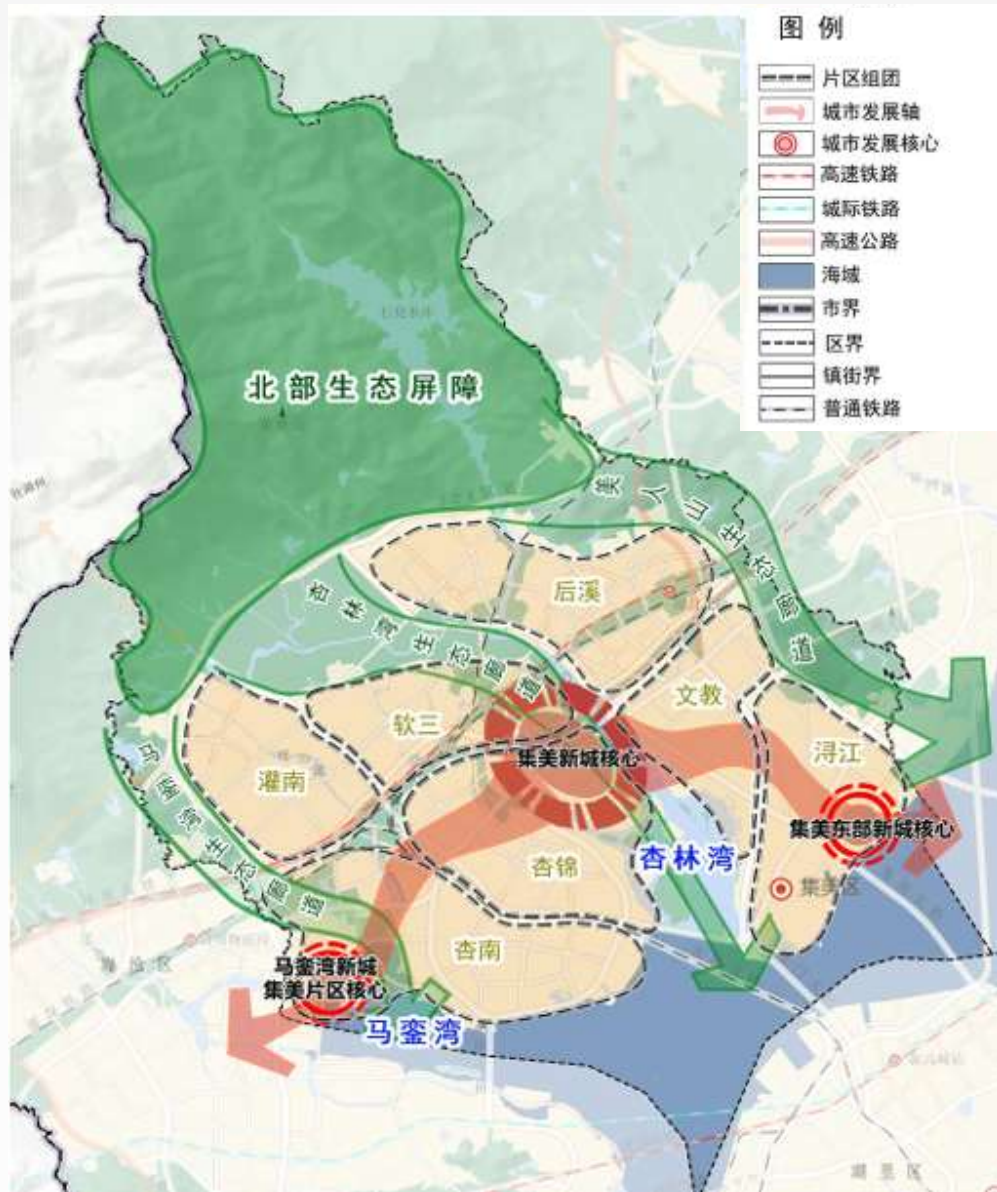 图例
片区组团
城市发展轴
城市发展核心
高速铁路
城际铁路
高速公路
海域
市界
区界
镇街界
普通铁路
北部生态屏障
美人山生态廊道
杏林湾生态廊道
马銮湾生态廊道
后溪
文教
软三
浔江
灌南
集美新城核心
集美东部新城核心
杏林湾
杏锦
集美区
杏南
马銮湾新城
集美片区核心
马銮湾
海沧区
湖里区